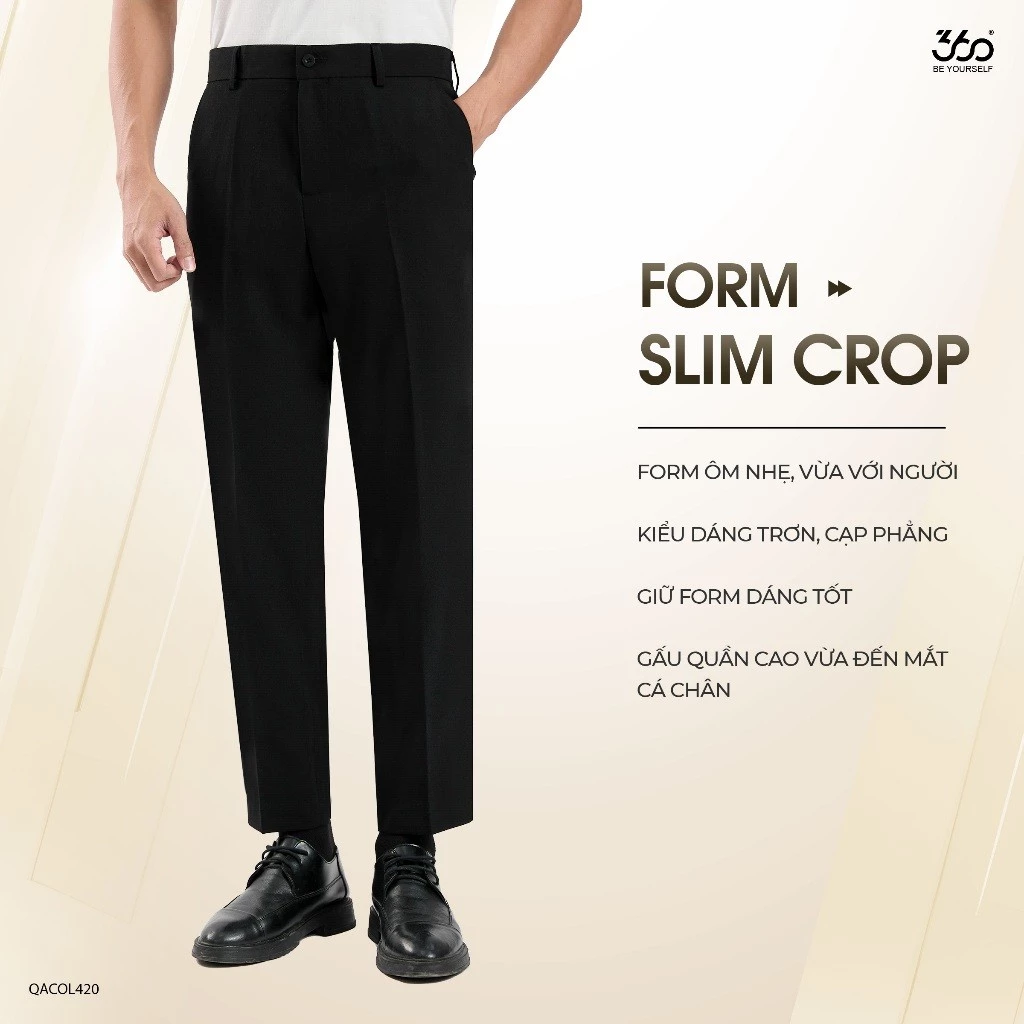 360®
BE YOURSELF
FORM
SLIM CROP
FORM ÔM NHẸ, VỪA VỚI NGƯỜI
KIỂU DÁNG TRƠN, CẠP PHẲNG
GIỮ FORM DÁNG TỐT
GẤU QUẦN CAO VỪA ĐẾN MẮT
CÁ CHÂN
QACOL420